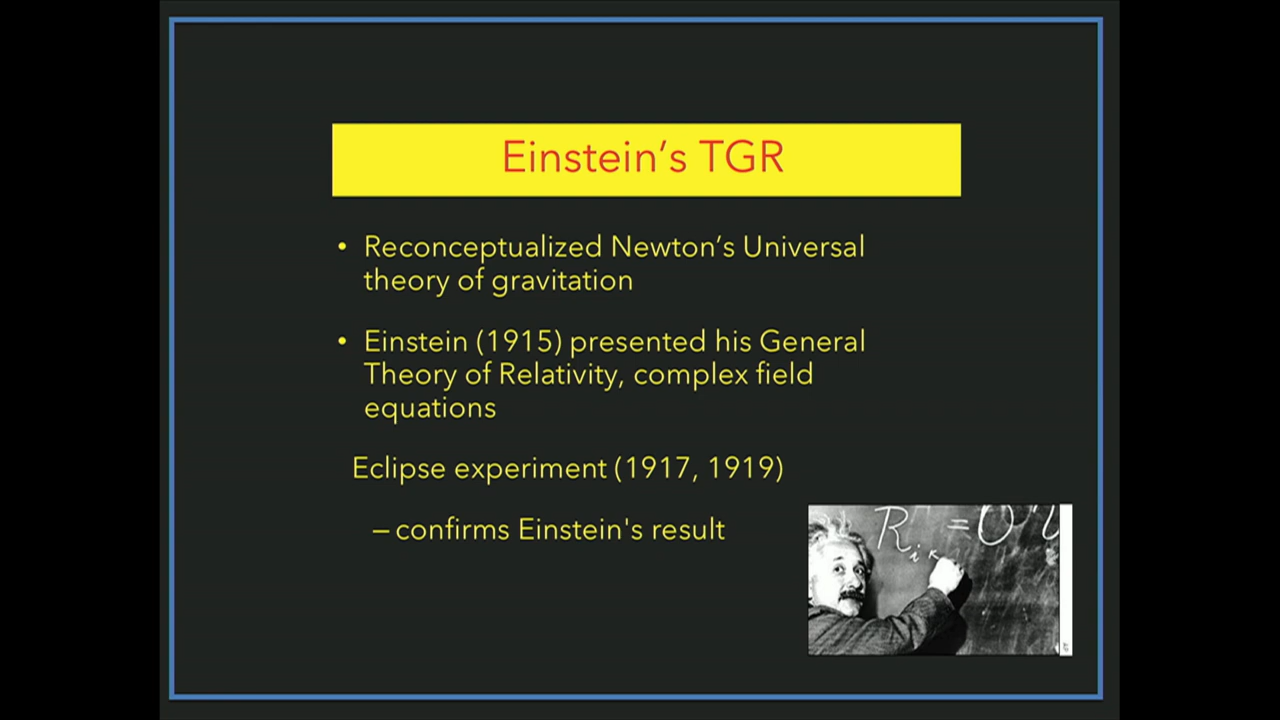 Einstein’s TGR
• Reconceptualized Newton’s Universal
theory of gravitation
• Einstein (1915) presented his General
Theory of Relativity, complex field
equations
Eclipse experiment (1917, 1919)
– confirms Einstein's result
R i κ = 0